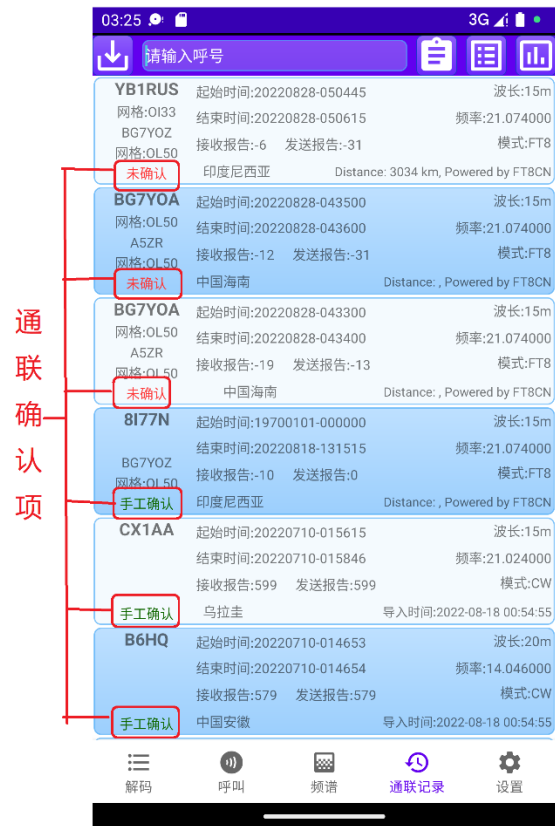 03:25
3G
请输入呼号
YB1RUS
起始时间:20220828-050445
波长:15m
网格:OI33
结束时间:20220828-050615
频率:21.074000
BG7YOZ
接收报告:-6 发送报告:-31
模式:FT8
网格:OL50
未确认
印度尼西亚
Distance: 3034 km, Powered by FT8CN
BG7YOA
起始时间:20220828-043500
波长:15m
网格:OL50
结束时间:20220828-043600
频率:21.074000
A5ZR
接收报告:-12 发送报告:-31
模式:FT8
网格:OL50
未确认
中国海南
Distance: , Powered by FT8CN
BG7YOA
起始时间:20220828-043300
波长:15m
网格:OL50
结束时间:20220828-043400
频率:21.074000
A5ZR
接收报告:-19 发送报告:-13
模式:FT8
网格:OL50
未确认
中国海南
Distance: , Powered by FT8CN
8I77N
起始时间:19700101-000000
波长:15m
结束时间:20220818-131515
频率:21.074000
BG7YOZ
接收报告:-10 发送报告:0
模式:FT8
网格:OL50
手工确认
印度尼西亚
Distance: , Powered by FT8CN
CX1AA
起始时间:20220710-015615
波长:15m
结束时间:20220710-015846
频率:21.024000
接收报告:599 发送报告:599
模式:CW
手工确认
乌拉圭
导入时间:2022-08-18 00:54:55
B6HQ
起始时间:20220710-014653
波长:20m
结束时间:20220710-014654
频率:14.046000
接收报告:579 发送报告:579
模式:CW
手工确认
中国安徽
导入时间:2022-08-18 00:54:55
通联确认项
解码
呼叫
频谱
通联记录
设置